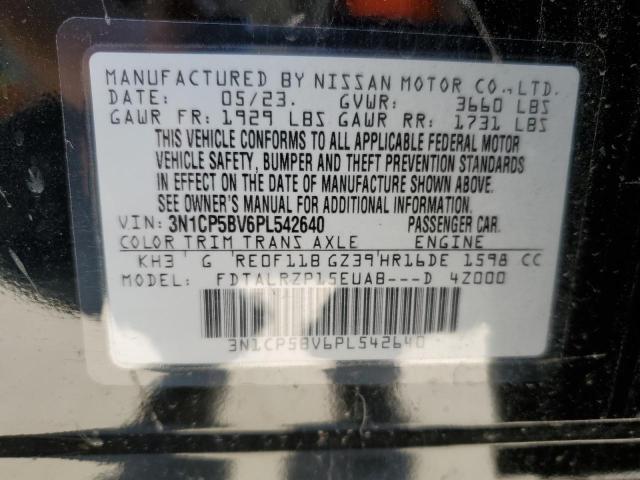 MANUFACTURED BY NISSAN MOTOR CO.,LTD.
DATE: 05/23. GVWR: 3660 LBS
GAWR FR: 1929 LBS GAWR RR: 1731 LBS
THIS VEHICLE CONFORMS TO ALL APPLICABLE FEDERAL MOTOR
VEHICLE SAFETY, BUMPER AND THEFT PREVENTION STANDARDS
IN EFFECT ON THE DATE OF MANUFACTURE SHOWN ABOVE.
SEE OWNER'S MANUAL FOR ADDITIONAL INFORMATION.
VIN: 3N1CP5BV6PL542640 PASSENGER CAR.
COLOR TRIM TRANS AXLE ENGINE
KH3 G RE0F11B GZ39 HR16DE 1598 CC
MODEL: FDTALRZP15EUAB---D 4Z000
3N1CP5BV6PL542640